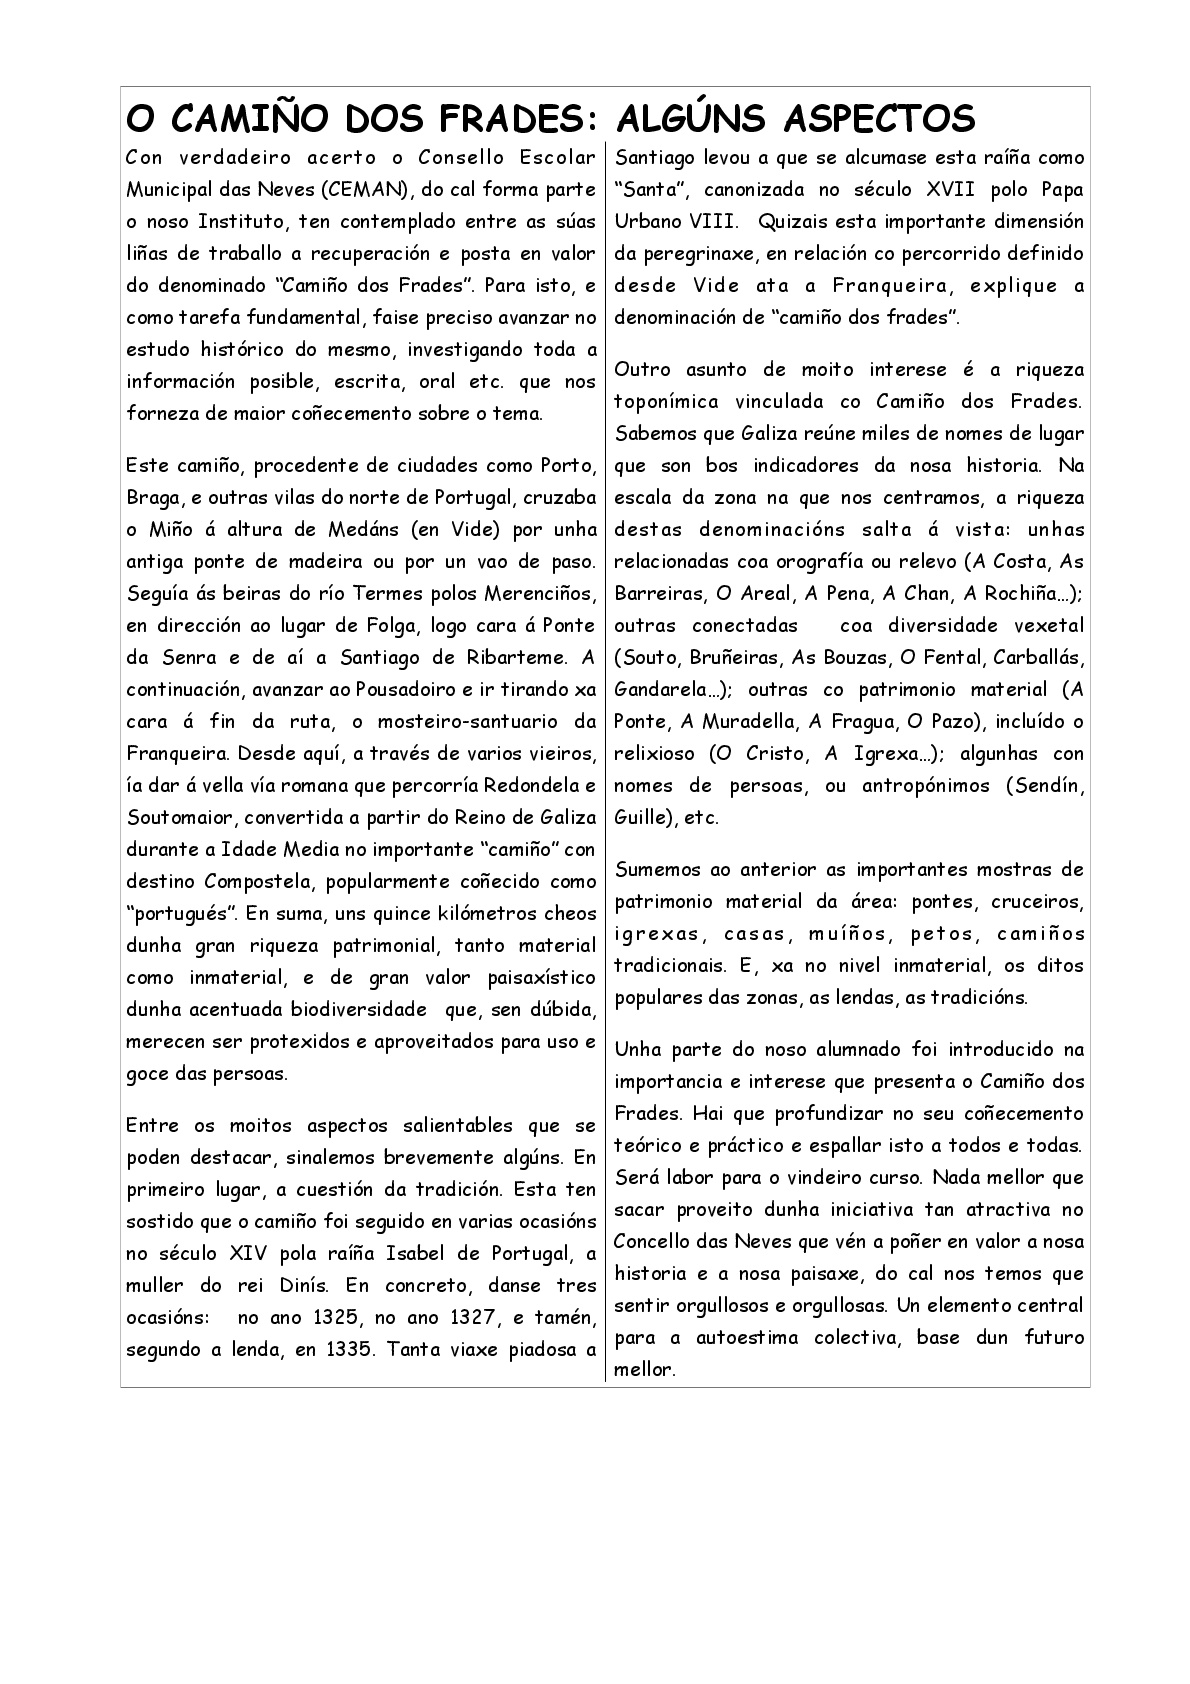 O CAMIÑO DOS FRADES: ALGÚNS ASPECTOS
Con verdadeiro acerto o Consello Escolar
Municipal das Neves (CEMAN), do cal forma parte
o noso Instituto, ten contemplado entre as súas
liñas de traballo a recuperación e posta en valor
do denominado “Camiño dos Frades”. Para isto, e
como tarefa fundamental, faise preciso avanzar no
estudo histórico do mesmo, investigando toda a
información posible, escrita, oral etc. que nos
forneza de maior coñecemento sobre o tema.
Este camiño, procedente de ciudades como Porto,
Braga, e outras vilas do norte de Portugal, cruzaba
o Miño á altura de Medáns (en Vide) por unha
antiga ponte de madeira ou por un vao de paso.
Seguía ás beiras do río Termes polos Merenciños,
en dirección ao lugar de Folga, logo cara á Ponte
da Senra e de aí a Santiago de Ribarteme. A
continuación, avanzar ao Pousadoiro e ir tirando xa
cara á fin da ruta, o mosteiro-santuario da
Franqueira. Desde aquí, a través de varios vieiros,
ía dar á vella vía romana que percorría Redondela e
Soutomaior, convertida a partir do Reino de Galiza
durante a Idade Media no importante “camiño” con
destino Compostela, popularmente coñecido como
“portugués”. En suma, uns quince kilómetros cheos
dunha gran riqueza patrimonial, tanto material
como inmaterial, e de gran valor paisaxístico
dunha acentuada biodiversidade que, sen dúbida,
merecen ser protexidos e aproveitados para uso e
goce das persoas.
Entre os moitos aspectos salientables que se
poden destacar, sinalemos brevemente algúns. En
primeiro lugar, a cuestión da tradición. Esta ten
sostido que o camiño foi seguido en varias ocasións
no século XIV pola raíña Isabel de Portugal, a
muller do rei Dinís. En concreto, danse tres
ocasións: no ano 1325, no ano 1327, e tamén,
segundo a lenda, en 1335. Tanta viaxe piadosa a
Santiago levou a que se alcumase esta raíña como
“Santa”, canonizada no século XVII polo Papa
Urbano VIII. Quizais esta importante dimensión
da peregrinaxe, en relación co percorrido definido
desde Vide ata a Franqueira, explique a
denominación de “camiño dos frades”.
Outro asunto de moito interese é a riqueza
toponímica vinculada co Camiño dos Frades.
Sabemos que Galiza reúne miles de nomes de lugar
que son bos indicadores da nosa historia. Na
escala da zona na que nos centramos, a riqueza
destas denominacións salta á vista: unhas
relacionadas coa orografía ou relevo (A Costa, As
Barreiras, O Areal, A Pena, A Chan, A Rochiña…);
outras conectadas coa diversidade vexetal
(Souto, Bruñeiras, As Bouzas, O Fental, Carballás,
Gandarela…); outras co patrimonio material (A
Ponte, A Muradella, A Fragua, O Pazo), incluído o
relixioso (O Cristo, A Igrexa…); algunhas con
nomes de persoas, ou antropónimos (Sendín,
Guille), etc.
Sumemos ao anterior as importantes mostras de
patrimonio material da área: pontes, cruceiros,
igrexas, casas, muíños, petos, camiños
tradicionais. E, xa no nivel inmaterial, os ditos
populares das zonas, as lendas, as tradicións.
Unha parte do noso alumnado foi introducido na
importancia e interese que presenta o Camiño dos
Frades. Hai que profundizar no seu coñecemento
teórico e práctico e espallar isto a todos e todas.
Será labor para o vindeiro curso. Nada mellor que
sacar proveito dunha iniciativa tan atractiva no
Concello das Neves que vén a poñer en valor a nosa
historia e a nosa paisaxe, do cal nos temos que
sentir orgullosos e orgullosas. Un elemento central
para a autoestima colectiva, base dun futuro
mellor.